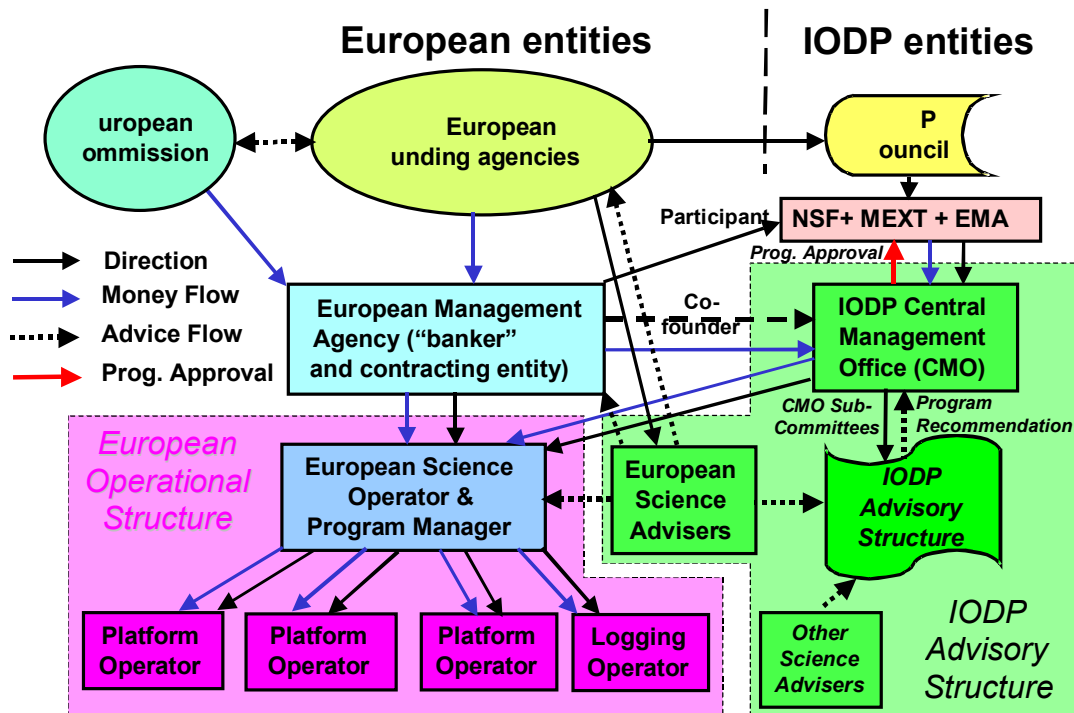 European entities
IODP entities
uropean
ommission
European
unding agencies
P
ouncil
Participant
NSF+ MEXT + EMA
Prog. Approval
Direction
Money Flow
Advice Flow
Prog. Approval
European Management
Agency (“banker”
and contracting entity)
Co-
founder
IODP Central
Management
Office (CMO)
CMO Sub-
Committees
Program
Recommendation
European
Operational
Structure
European Science
Operator &
Program Manager
European
Science
Advisers
IODP
Advisory
Structure
Platform
Operator
Platform
Operator
Platform
Operator
Logging
Operator
Other
Science
Advisers
IODP
Advisory
Structure